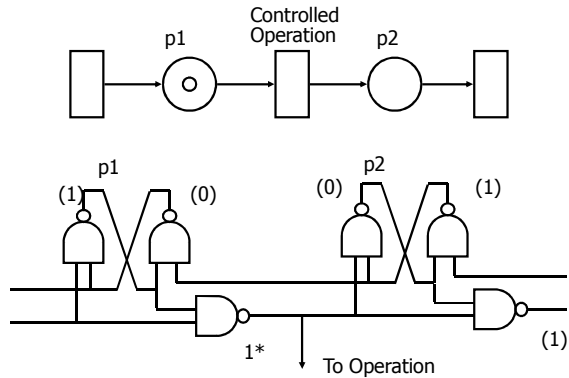 Controlled
Operation
p1
p2
p1
p2
(1)
(0)
(0)
(1)
1*
(1)
To Operation